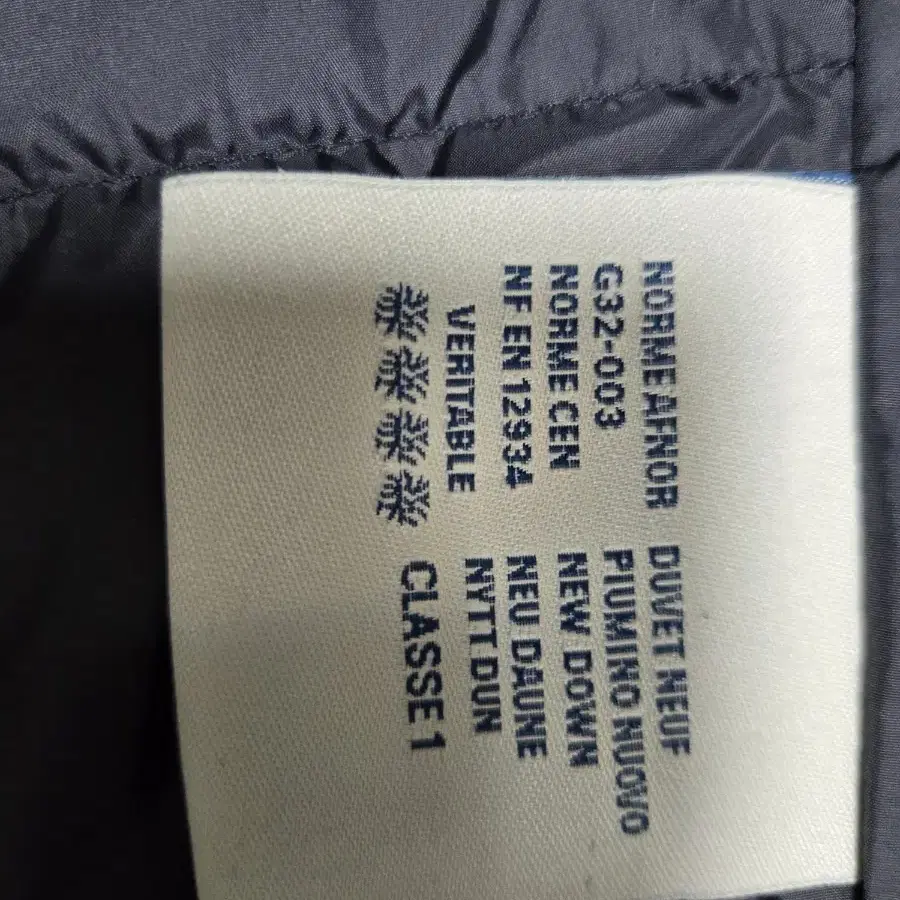 NORME AFNOR
G32-003
NORME CEN
NF EN 12934
VERITABLE
DUVET NEUF
PIUMINO NUOVO
NEW DOWN
NEU DAUNE
NYTT DUN
CLASSE 1